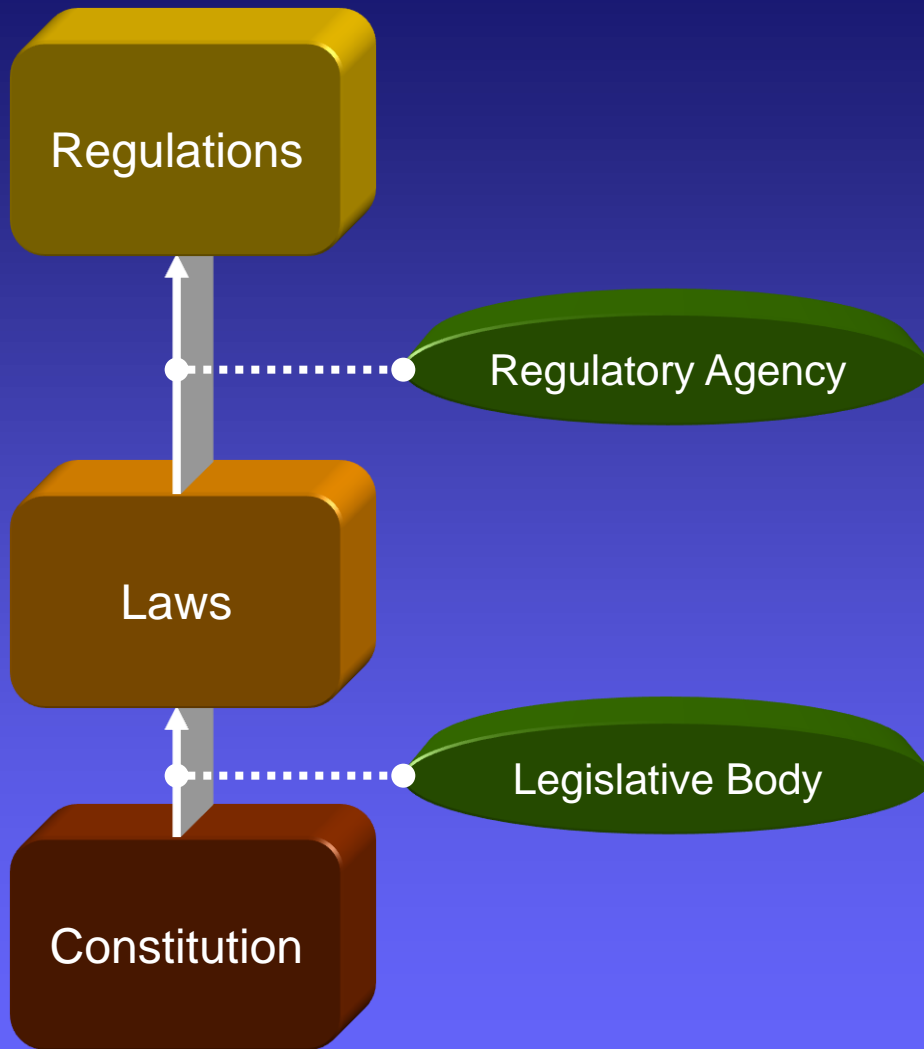 Regulations
Regulatory Agency
Laws
Legislative Body
Constitution